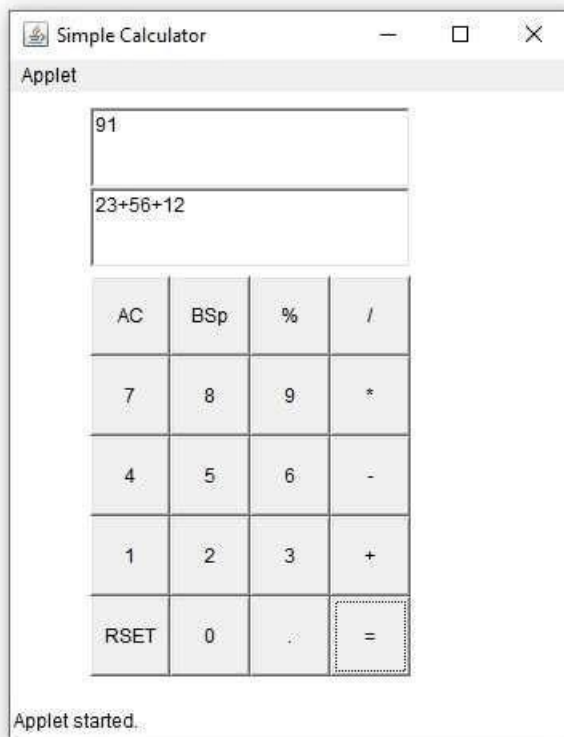 Simple Calculator
Applet
91
23+56+12
AC BSp % /
7 8 9 *
4 5 6 -
1 2 3 +
RSET 0 . =
Applet started.